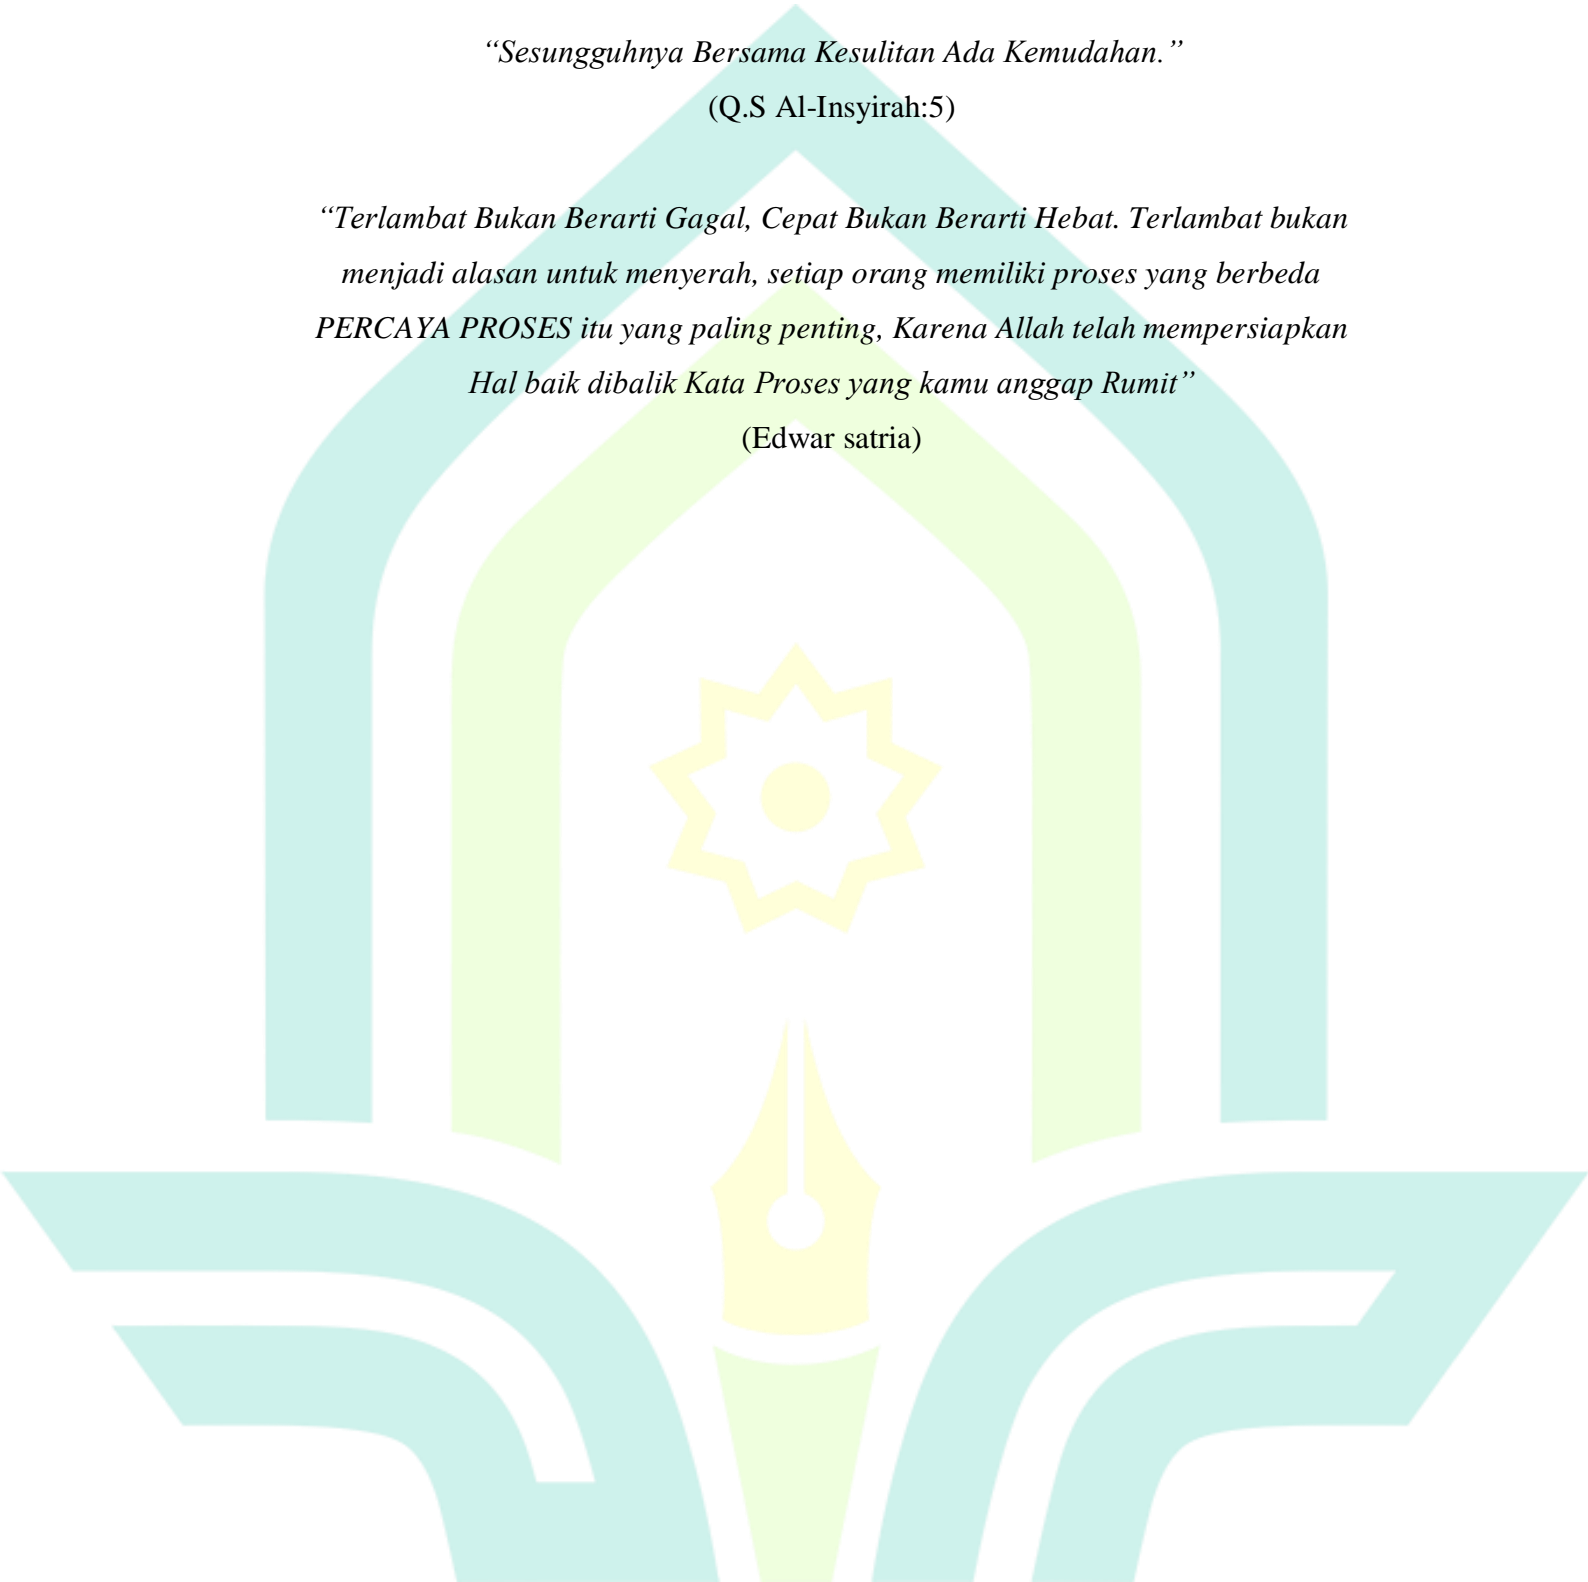 “Sesungguhnya Bersama Kesulitan Ada Kemudahan.”
(Q.S Al-Insyirah:5)
“Terlambat Bukan Berarti Gagal, Cepat Bukan Berarti Hebat. Terlambat bukan
menjadi alasan untuk menyerah, setiap orang memiliki proses yang berbeda
PERCAYA PROSES itu yang paling penting, Karena Allah telah mempersiapkan
Hal baik dibalik Kata Proses yang kamu anggap Rumit”
(Edwar satria)